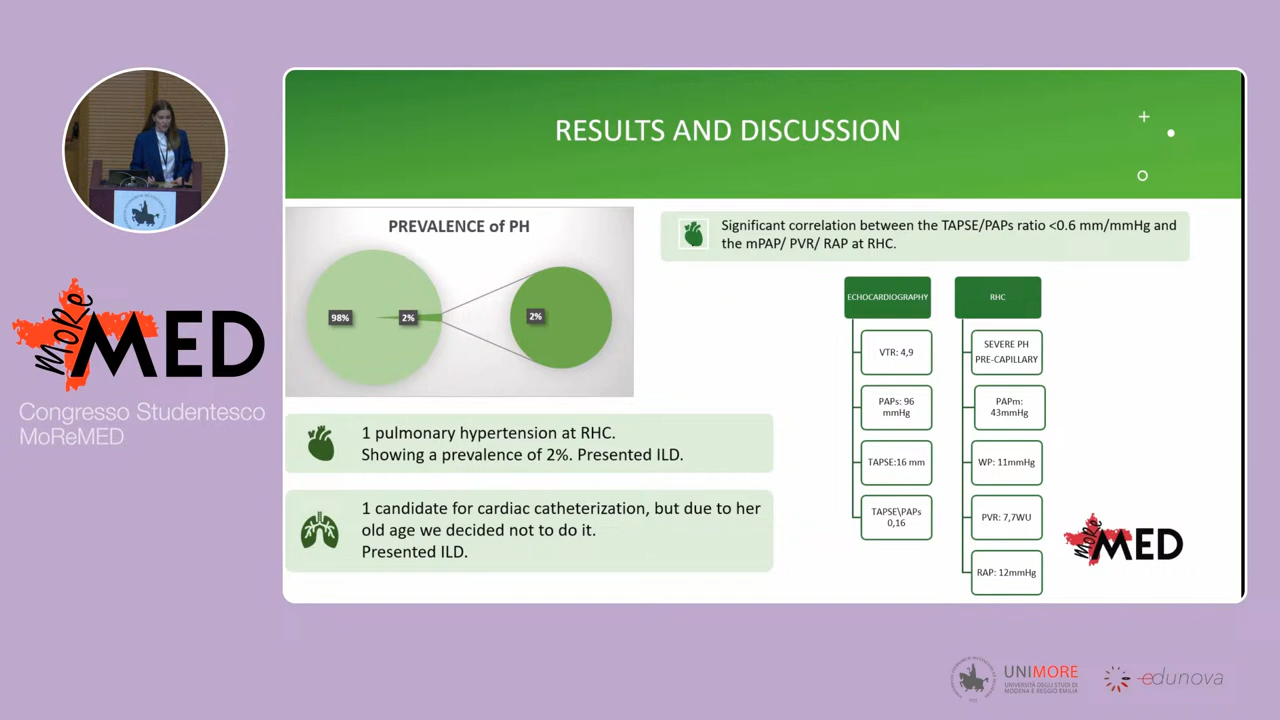 RESULTS AND DISCUSSION
PREVALENCE of PH
98%
2%
2%
Significant correlation between the TAPSE/PAPs ratio <0.6 mm/mmHg and
the mPAP/ PVR/ RAP at RHC.
ECHOCARDIOGRAPHY
VTR: 4,9
PAPs: 96
mmHg
TAPSE:16 mm
TAPSE\PAPs
0,16
RHC
SEVERE PH
PRE-CAPILLARY
PAPm:
43mmHg
WP: 11mmHg
PVR: 7,7WU
RAP: 12mmHg
1 pulmonary hypertension at RHC.
Showing a prevalence of 2%. Presented ILD.
1 candidate for cardiac catheterization, but due to her
old age we decided not to do it.
Presented ILD.
MoRe
MED
MoRe
MED
Congresso Studentesco
MoReMED
UNIMORE
UNIVERSITÀ DEGLI STUDI DI
MODENA E REGGIO EMILIA
edunova